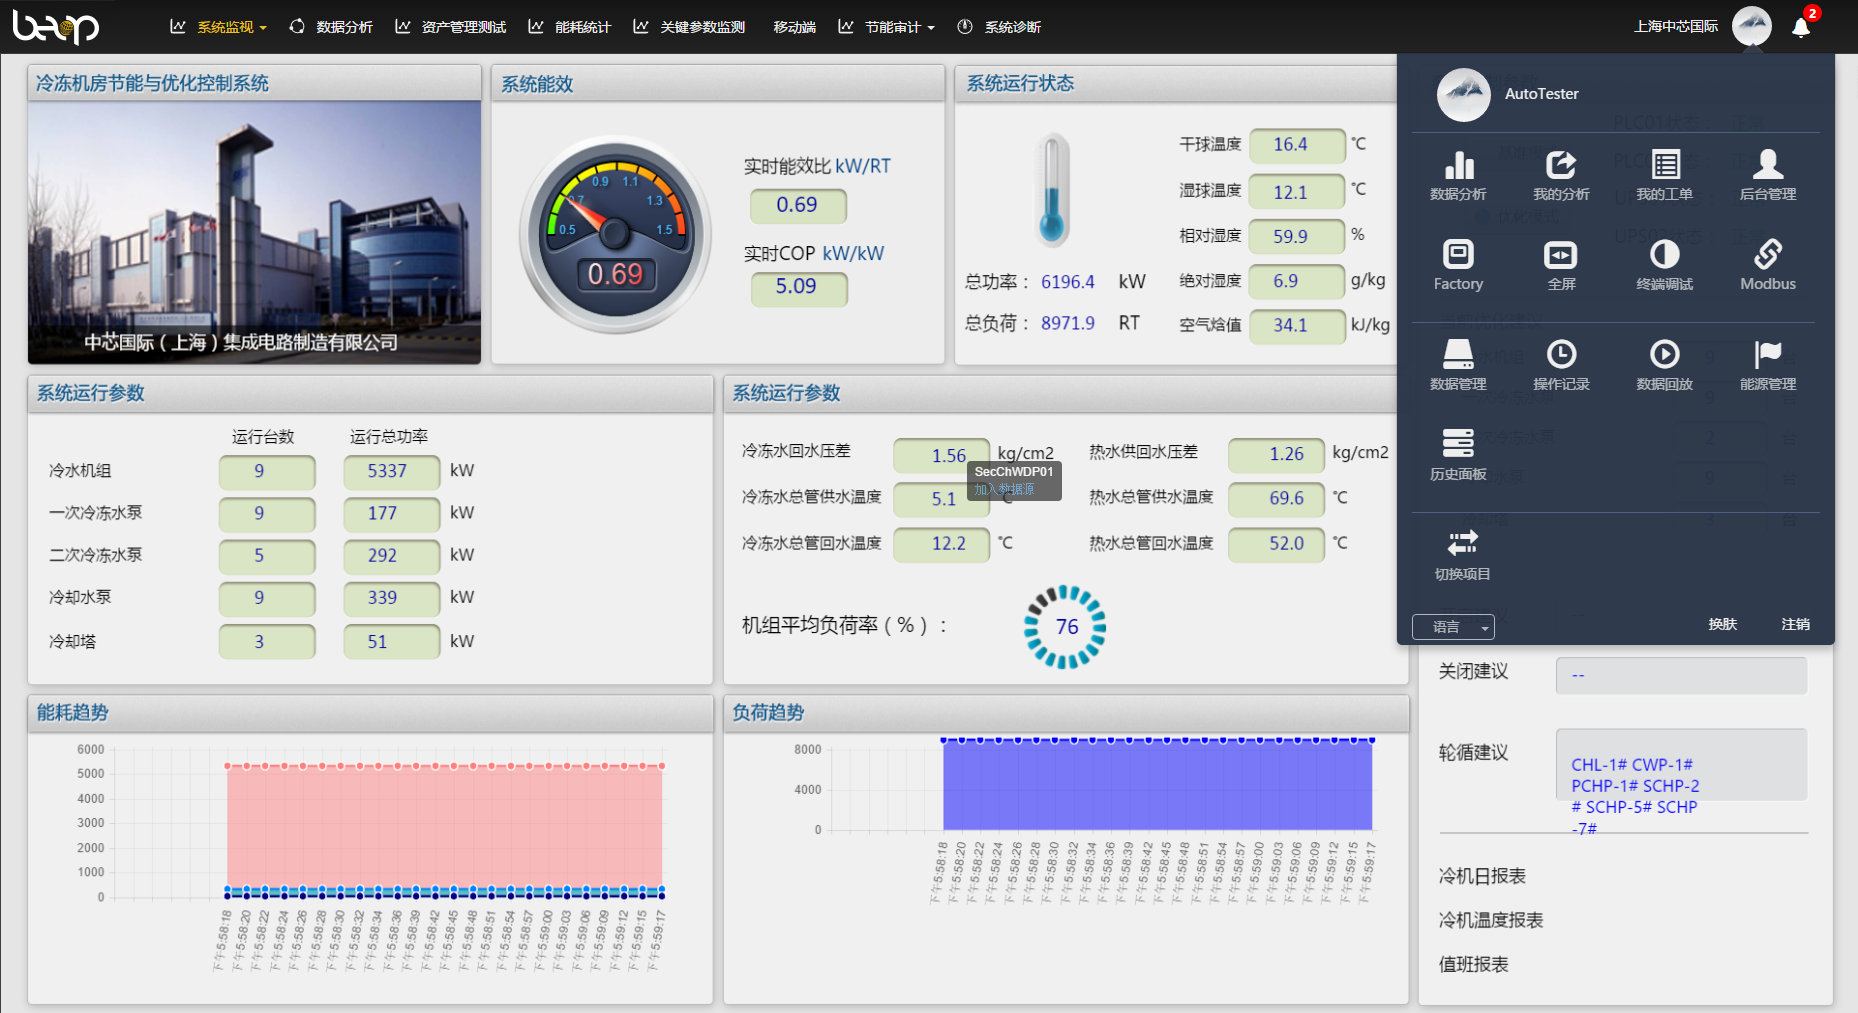 beop
系统监视
数据分析
资产管理测试
能耗统计
关键参数监测
移动端
节能审计
系统诊断
上海中芯国际
2
冷冻机房节能与优化控制系统
中芯国际（上海）集成电路制造有限公司
系统能效
0.5
0.7
0.9
1.1
1.3
1.5
0.69
实时能效比 kW/RT
0.69
实时COP kW/kW
5.09
系统运行状态
总功率： 6196.4 kW
总负荷： 8971.9 RT
干球温度 16.4 ℃
湿球温度 12.1 ℃
相对湿度 59.9 %
绝对湿度 6.9 g/kg
空气焓值 34.1 kJ/kg
AutoTester
数据分析
我的分析
我的工单
后台管理
Factory
全屏
终端调试
Modbus
数据管理
操作记录
数据回放
能源管理
历史面板
切换项目
语言
换肤
注销
系统运行参数
运行台数 运行总功率
冷水机组 9 5337 kW
一次冷冻水泵 9 177 kW
二次冷冻水泵 5 292 kW
冷却水泵 9 339 kW
冷却塔 3 51 kW
系统运行参数
冷冻水回水压差 1.56 kg/cm2 热水供回水压差 1.26 kg/cm2
SecChWDP01
加入数据源
冷冻水总管供水温度 5.1 ℃ 热水总管供水温度 69.6 ℃
冷冻水总管回水温度 12.2 ℃ 热水总管回水温度 52.0 ℃
机组平均负荷率（%）： 76
能耗趋势
6000
5000
4000
3000
2000
1000
0
下午5:58:18
下午5:58:20
下午5:58:22
下午5:58:24
下午5:58:26
下午5:58:28
下午5:58:30
下午5:58:32
下午5:58:34
下午5:58:36
下午5:58:39
下午5:58:42
下午5:58:45
下午5:58:48
下午5:58:51
下午5:58:54
下午5:58:57
下午5:59:00
下午5:59:03
下午5:59:06
下午5:59:09
下午5:59:12
下午5:59:15
下午5:59:17
负荷趋势
8000
4000
0
下午5:58:18
下午5:58:20
下午5:58:22
下午5:58:24
下午5:58:26
下午5:58:28
下午5:58:30
下午5:58:32
下午5:58:34
下午5:58:36
下午5:58:39
下午5:58:42
下午5:58:45
下午5:58:48
下午5:58:51
下午5:58:54
下午5:58:57
下午5:59:00
下午5:59:03
下午5:59:06
下午5:59:09
下午5:59:12
下午5:59:15
下午5:59:17
关闭建议 --
轮循建议
CHL-1# CWP-1#
PCHP-1# SCHP-2
# SCHP-5# SCHP
-7#
冷机日报表
冷机温度报表
值班报表